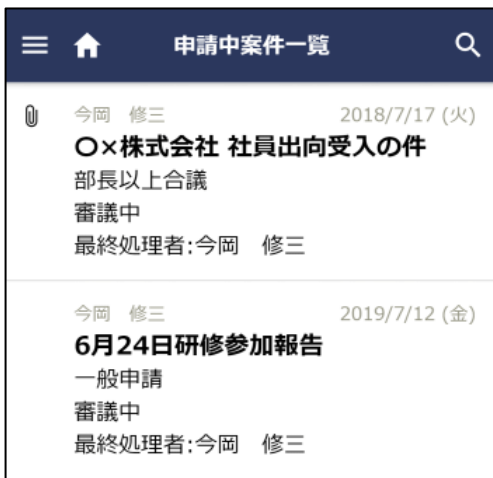 申請中案件一覧
今岡　修三 2018/7/17 (火)
〇×株式会社 社員出向受入の件
部長以上合議
審議中
最終処理者:今岡　修三
今岡　修三 2019/7/12 (金)
6月24日研修参加報告
一般申請
審議中
最終処理者:今岡　修三